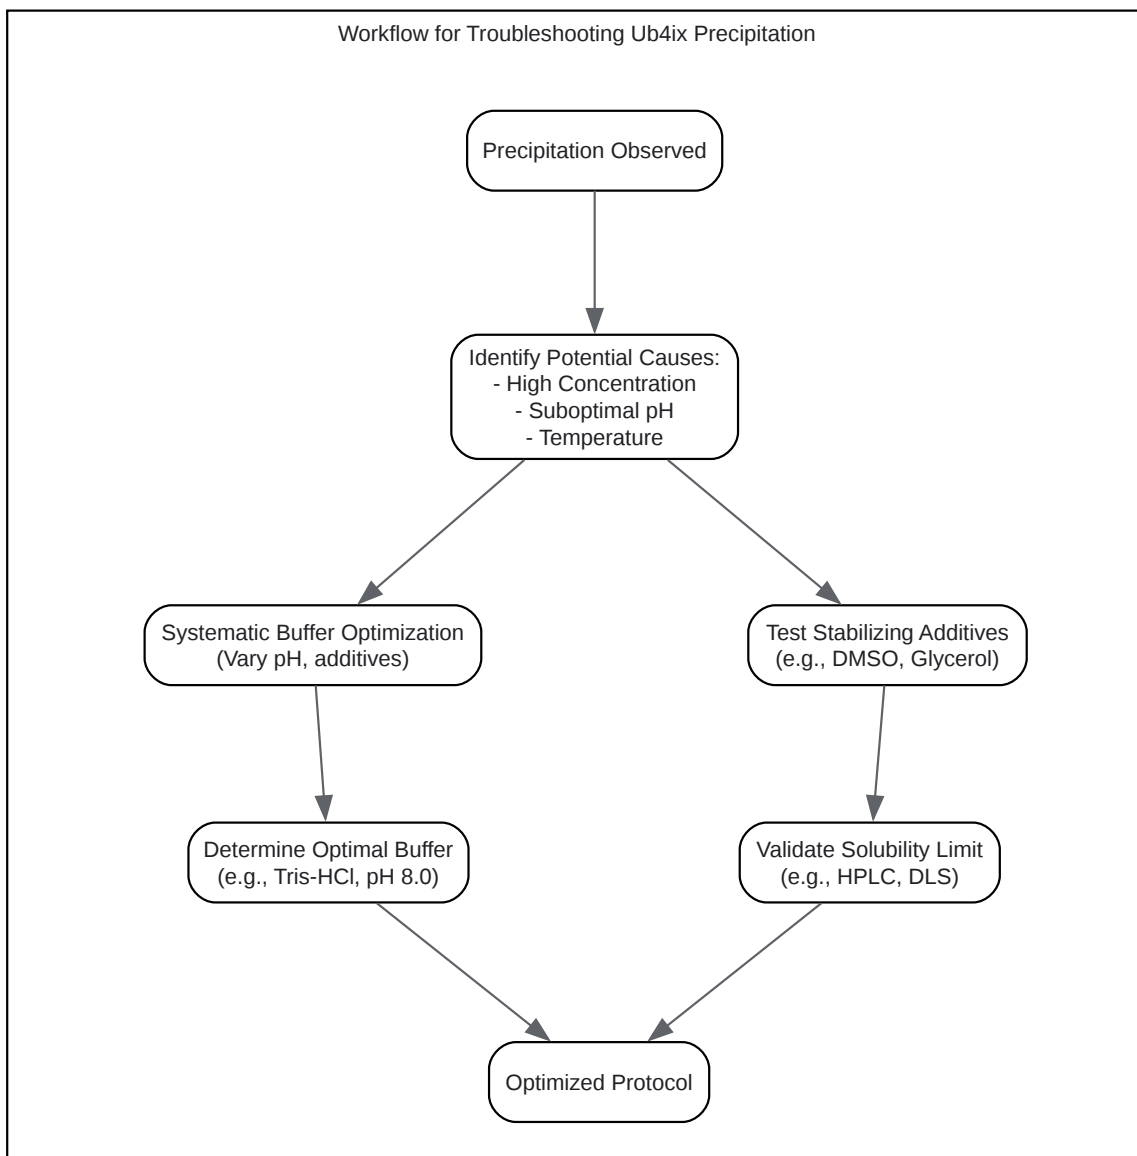 Workflow for Troubleshooting Ub4ix Precipitation
Precipitation Observed
Identify Potential Causes:
- High Concentration
- Suboptimal pH
- Temperature
Systematic Buffer Optimization
(Vary pH, additives)
Test Stabilizing Additives
(e.g., DMSO, Glycerol)
Determine Optimal Buffer
(e.g., Tris-HCl, pH 8.0)
Validate Solubility Limit
(e.g., HPLC, DLS)
Optimized Protocol